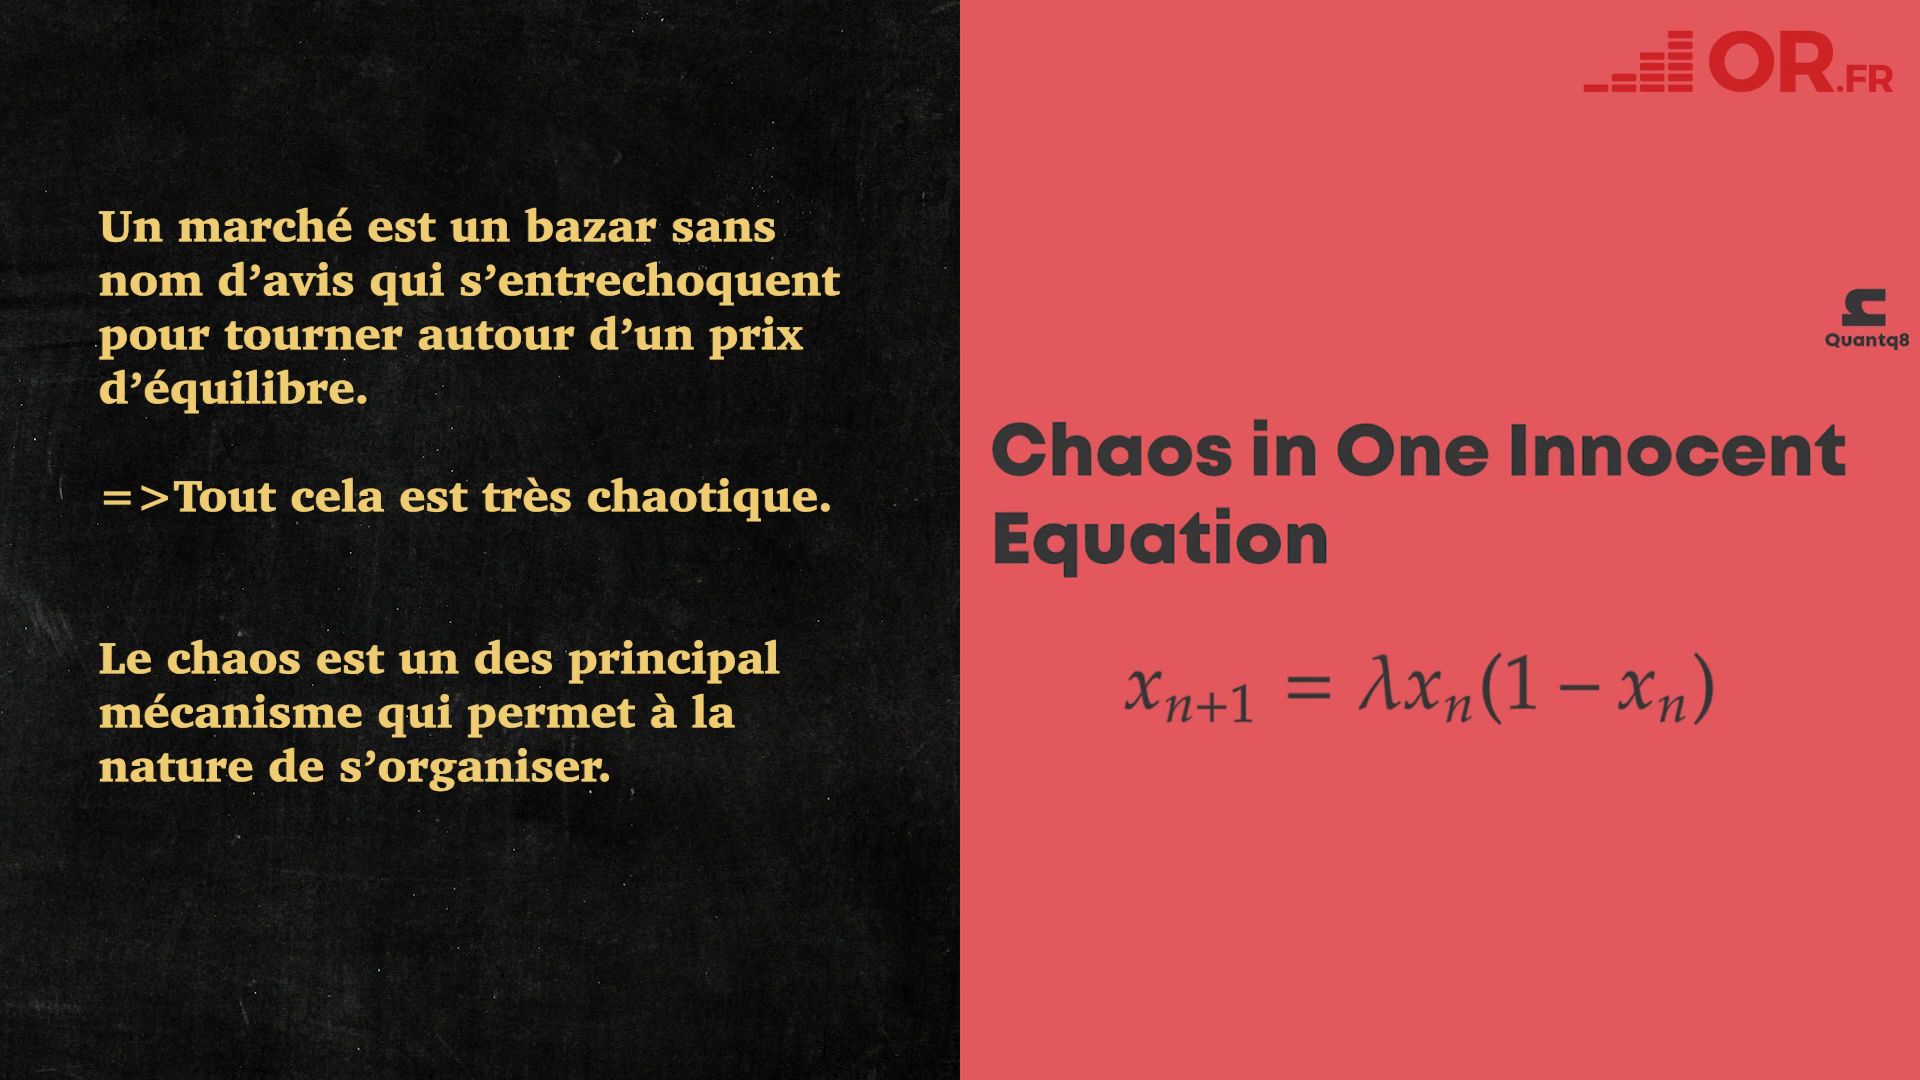 Un marché est un bazar sans
nom d’avis qui s’entrechoquent
pour tourner autour d’un prix
d’équilibre.
=>Tout cela est très chaotique.
Le chaos est un des principal
mécanisme qui permet à la
nature de s’organiser.
OR.FR
Quantq8
Chaos in One Innocent
Equation
xₙ₊₁ = λxₙ(1 − xₙ)